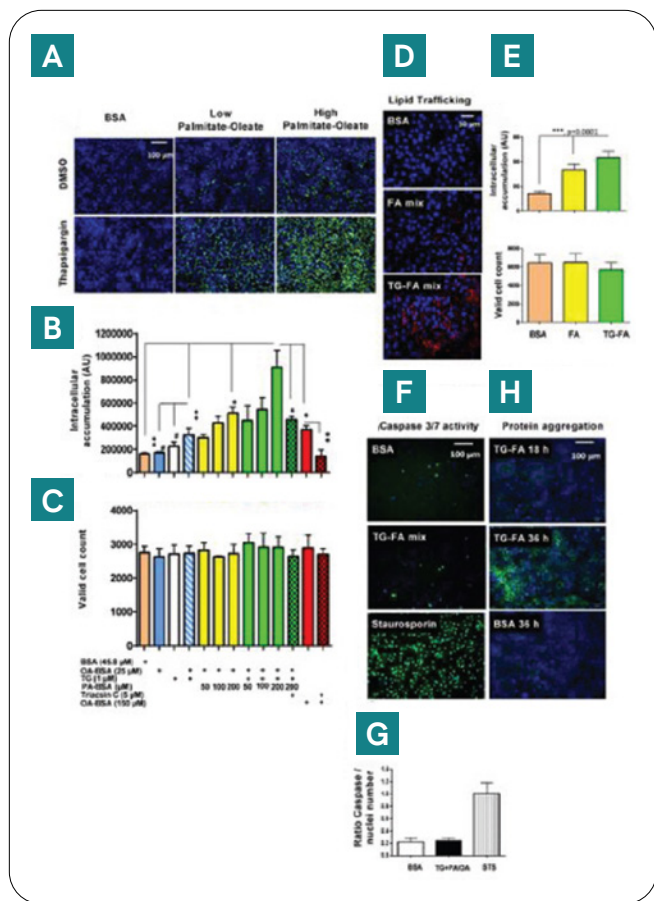 A
BSA
Low
Palmitate-Oleate
High
Palmitate-Oleate
100 µm
DMSO
Thapsigargin
B
Intracellular
accumulation (AU)
1200000
1000000
800000
600000
400000
200000
0
C
Valid cell count
4000
3000
2000
1000
0
BSA
OA-BSA (25 µM)
TG (1 µM)
PA-BSA (µM)
50 100 200 50 100 200 200
Triacsin C (5 µM)
OA-BSA (150 µM)
D
Lipid Trafficking
BSA
FA mix
TG-FA mix
E
Intracellular
accumulation (AU)
***
Valid cell count
8000
6000
4000
2000
0
BSA FA TG-FA
F
Caspase 3/7 activity
BSA
100 µm
TG-FA mix
Staurosporin
H
Protein aggregation
TG-FA 18 h
100 µm
TG-FA 36 h
BSA 36 h
G
Ratio Caspase /
nuclei number
BSA TG+PA/OA STS